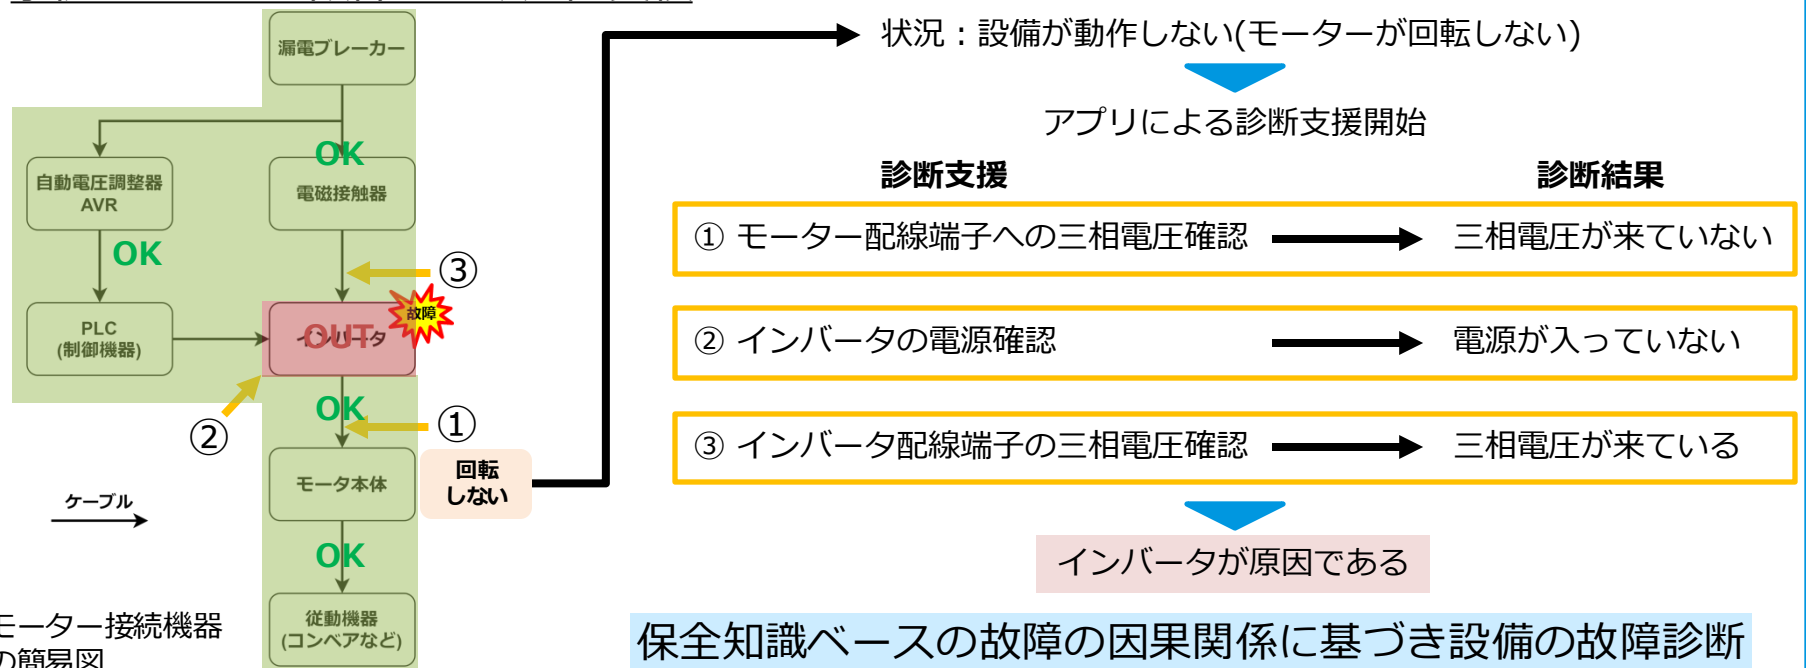 漏電ブレーカー
OK
自動電圧調整器
AVR
電磁接触器
OK
③
PLC
(制御機器)
インバータ
OUT
故障
②
OK
①
モータ本体
回転
しない
ケーブル
OK
従動機器
(コンベアなど)
モーター接続機器
の簡易図
状況：設備が動作しない(モーターが回転しない)
アプリによる診断支援開始
診断支援
診断結果
① モーター配線端子への三相電圧確認
三相電圧が来ていない
② インバータの電源確認
電源が入っていない
③ インバータ配線端子の三相電圧確認
三相電圧が来ている
インバータが原因である
保全知識ベースの故障の因果関係に基づき設備の故障診断